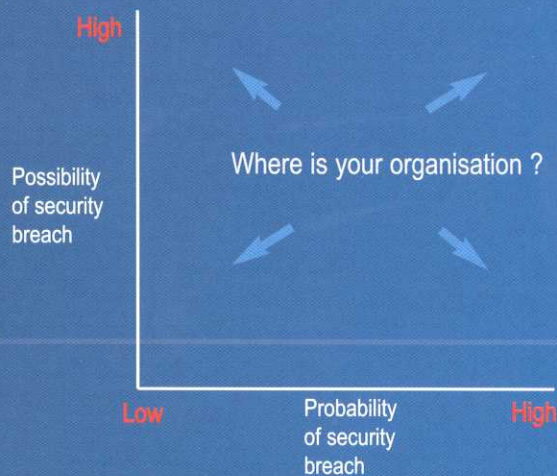 High
Where is your organisation ?
Possibility
of security
breach
Low
Probability
of security
breach
High